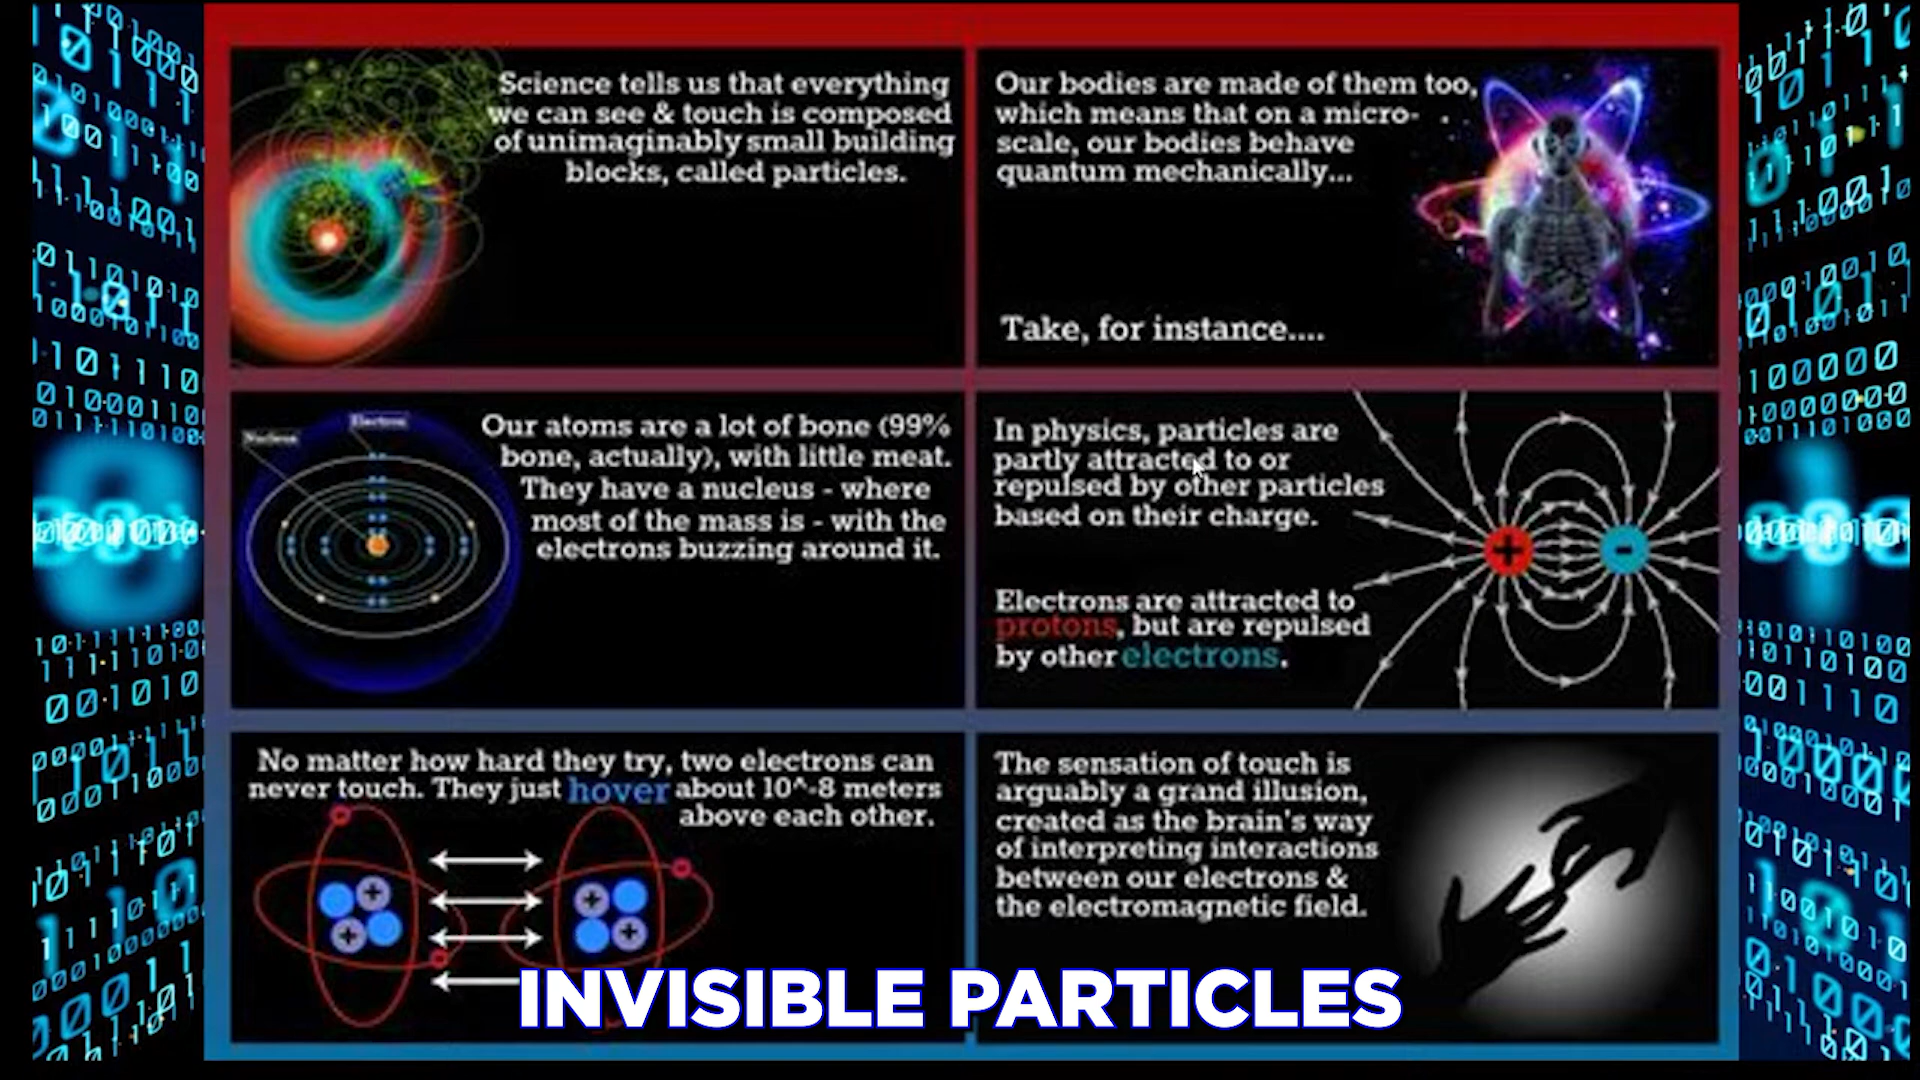 Science tells us that everything
we can see & touch is composed
of unimaginably small building
blocks, called particles.
Our bodies are made of them too,
which means that on a micro-
scale, our bodies behave
quantum mechanically...
Take, for instance....
Nucleus
Electron
Our atoms are a lot of bone (99%
bone, actually), with little meat.
They have a nucleus - where
most of the mass is - with the
electrons buzzing around it.
In physics, particles are
partly attracted to or
repulsed by other particles
based on their charge.
Electrons are attracted to
protons, but are repulsed
by other electrons.
+
-
No matter how hard they try, two electrons can
never touch. They just hover about 10^-8 meters
above each other.
+
+
+
+
The sensation of touch is
arguably a grand illusion,
created as the brain's way
of interpreting interactions
between our electrons &
the electromagnetic field.
INVISIBLE PARTICLES